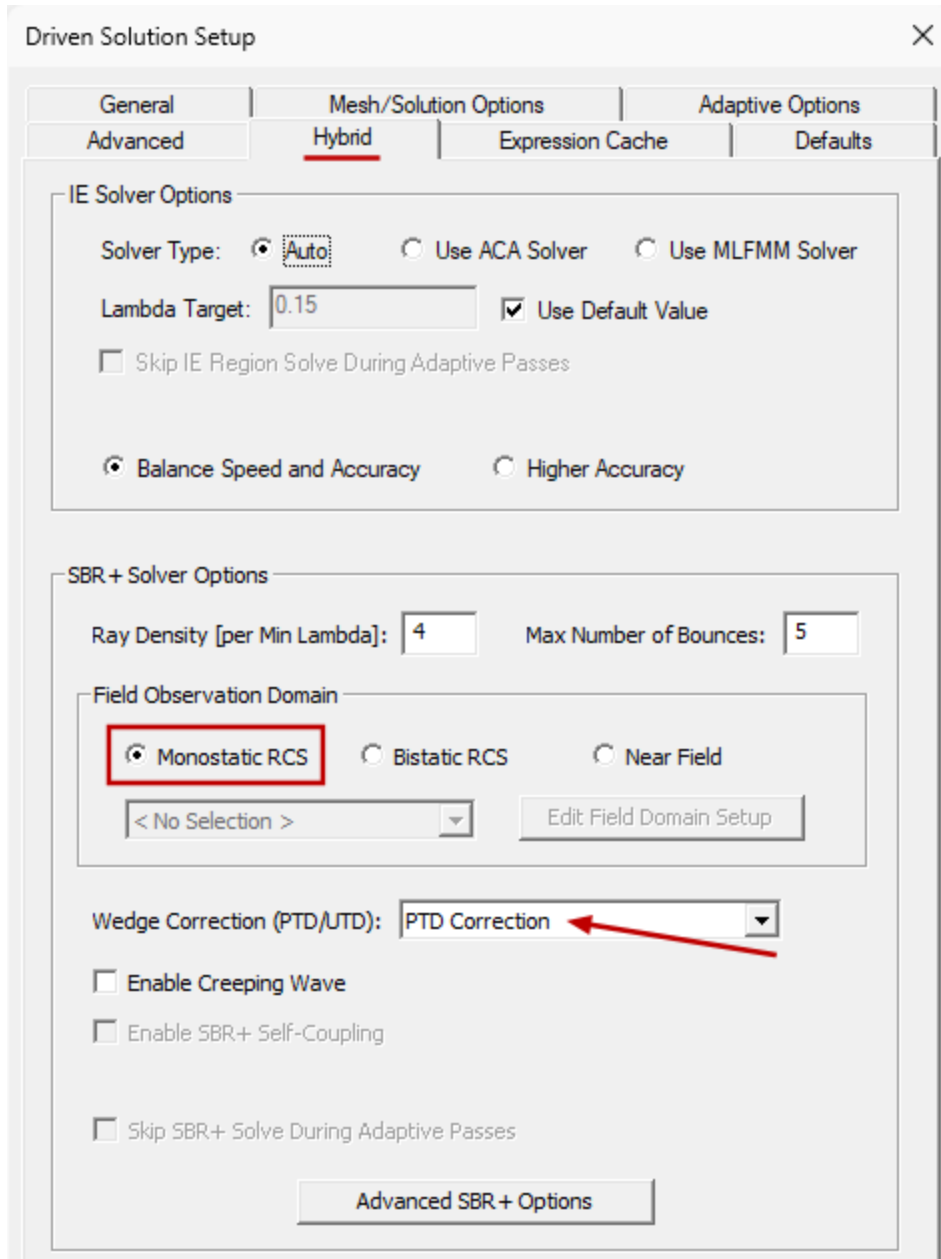 Driven Solution Setup
General Mesh/Solution Options Adaptive Options
Advanced Hybrid Expression Cache Defaults
IE Solver Options
Solver Type: Auto Use ACA Solver Use MLFMM Solver
Lambda Target: 0.15 Use Default Value
Skip IE Region Solve During Adaptive Passes
Balance Speed and Accuracy Higher Accuracy
SBR+ Solver Options
Ray Density [per Min Lambda]: 4 Max Number of Bounces: 5
Field Observation Domain
Monostatic RCS Bistatic RCS Near Field
< No Selection > Edit Field Domain Setup
Wedge Correction (PTD/UTD): PTD Correction
Enable Creeping Wave
Enable SBR+ Self-Coupling
Skip SBR+ Solve During Adaptive Passes
Advanced SBR+ Options